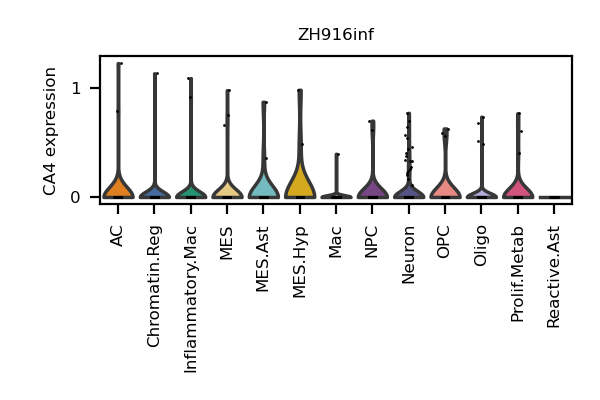 ZH916inf
CA4 expression
1
0
AC
Chromatin.Reg
Inflammatory.Mac
MES
MES.Ast
MES.Hyp
Mac
NPC
Neuron
OPC
Oligo
Prolif.Metab
Reactive.Ast